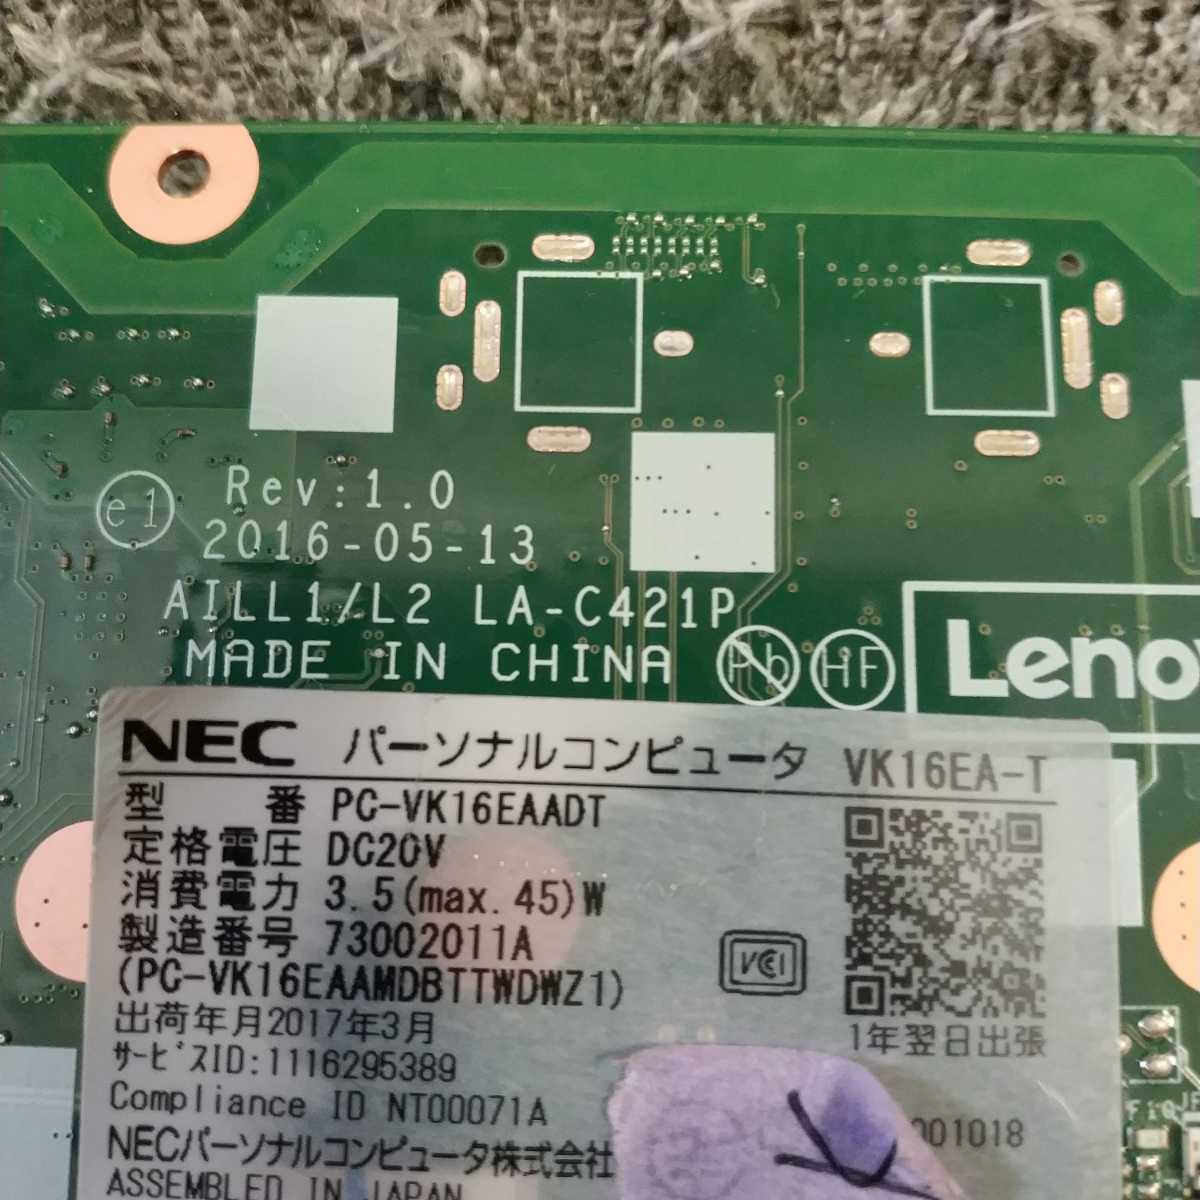 e1
Rev:1.0
2016-05-13
AILL1/L2 LA-C421P
MADE IN CHINA
Pb
HF
NEC パーソナルコンピュータ VK16EA-T
型 番 PC-VK16EAADT
定格電圧 DC20V
消費電力 3.5(max.45)W
製造番号 73002011A
(PC-VK16EAAMDBTTWDWZ1)
VCI
出荷年月2017年3月
1年翌日出張
ｻｰﾋﾞｽID:1116295389
Compliance ID NT00071A
001018
NECパーソナルコンピュータ株式会社
ASSEMBLED IN JAPAN